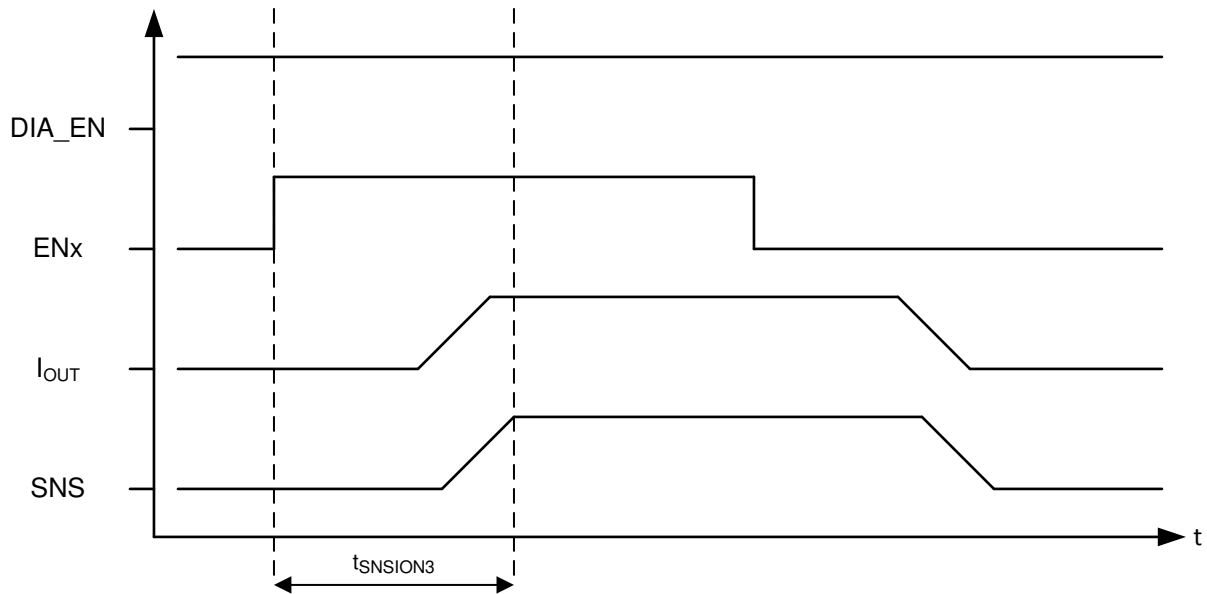 DIA_EN
ENx
IOUT
SNS
t
tSNSION3